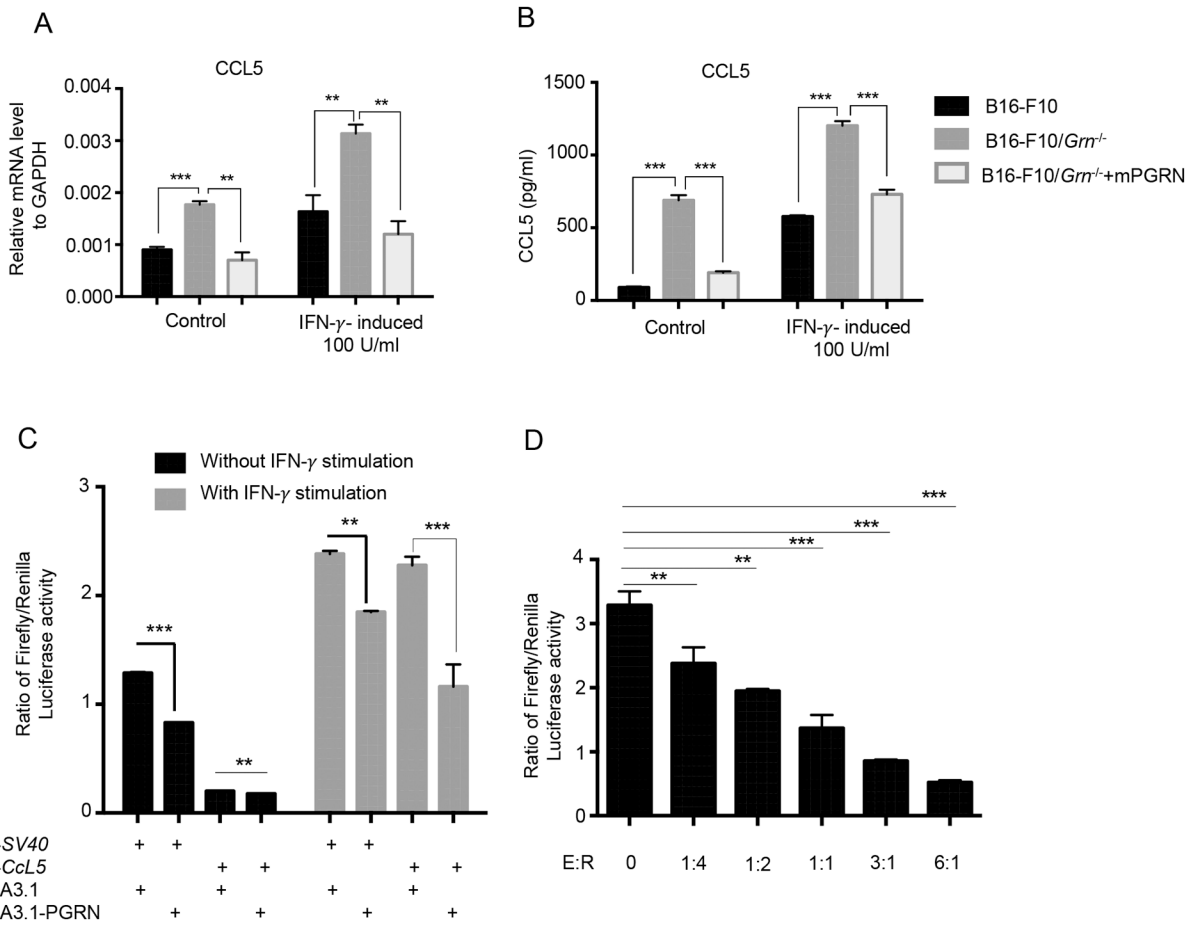 A
CCL5
Relative mRNA level
to GAPDH
0.004
0.003
0.002
0.001
0.000
*** ** ** **
Control
IFN-γ- induced
100 U/ml
B
CCL5
CCL5 (pg/ml)
1500
1000
500
0
*** *** *** ***
Control
IFN-γ- induced
100 U/ml
B16-F10
B16-F10/Grn-/-
B16-F10/Grn-/-+mPGRN
C
Without IFN-γ stimulation
With IFN-γ stimulation
Ratio of Firefly/Renilla
Luciferase activity
3
2
1
0
*** ** ** ***
-SV40 + + + +
-CcL5 + + + +
A3.1 + + + +
A3.1-PGRN + + + +
D
Ratio of Firefly/Renilla
Luciferase activity
4
3
2
1
0
***
***
***
**
**
E:R 0 1:4 1:2 1:1 3:1 6:1